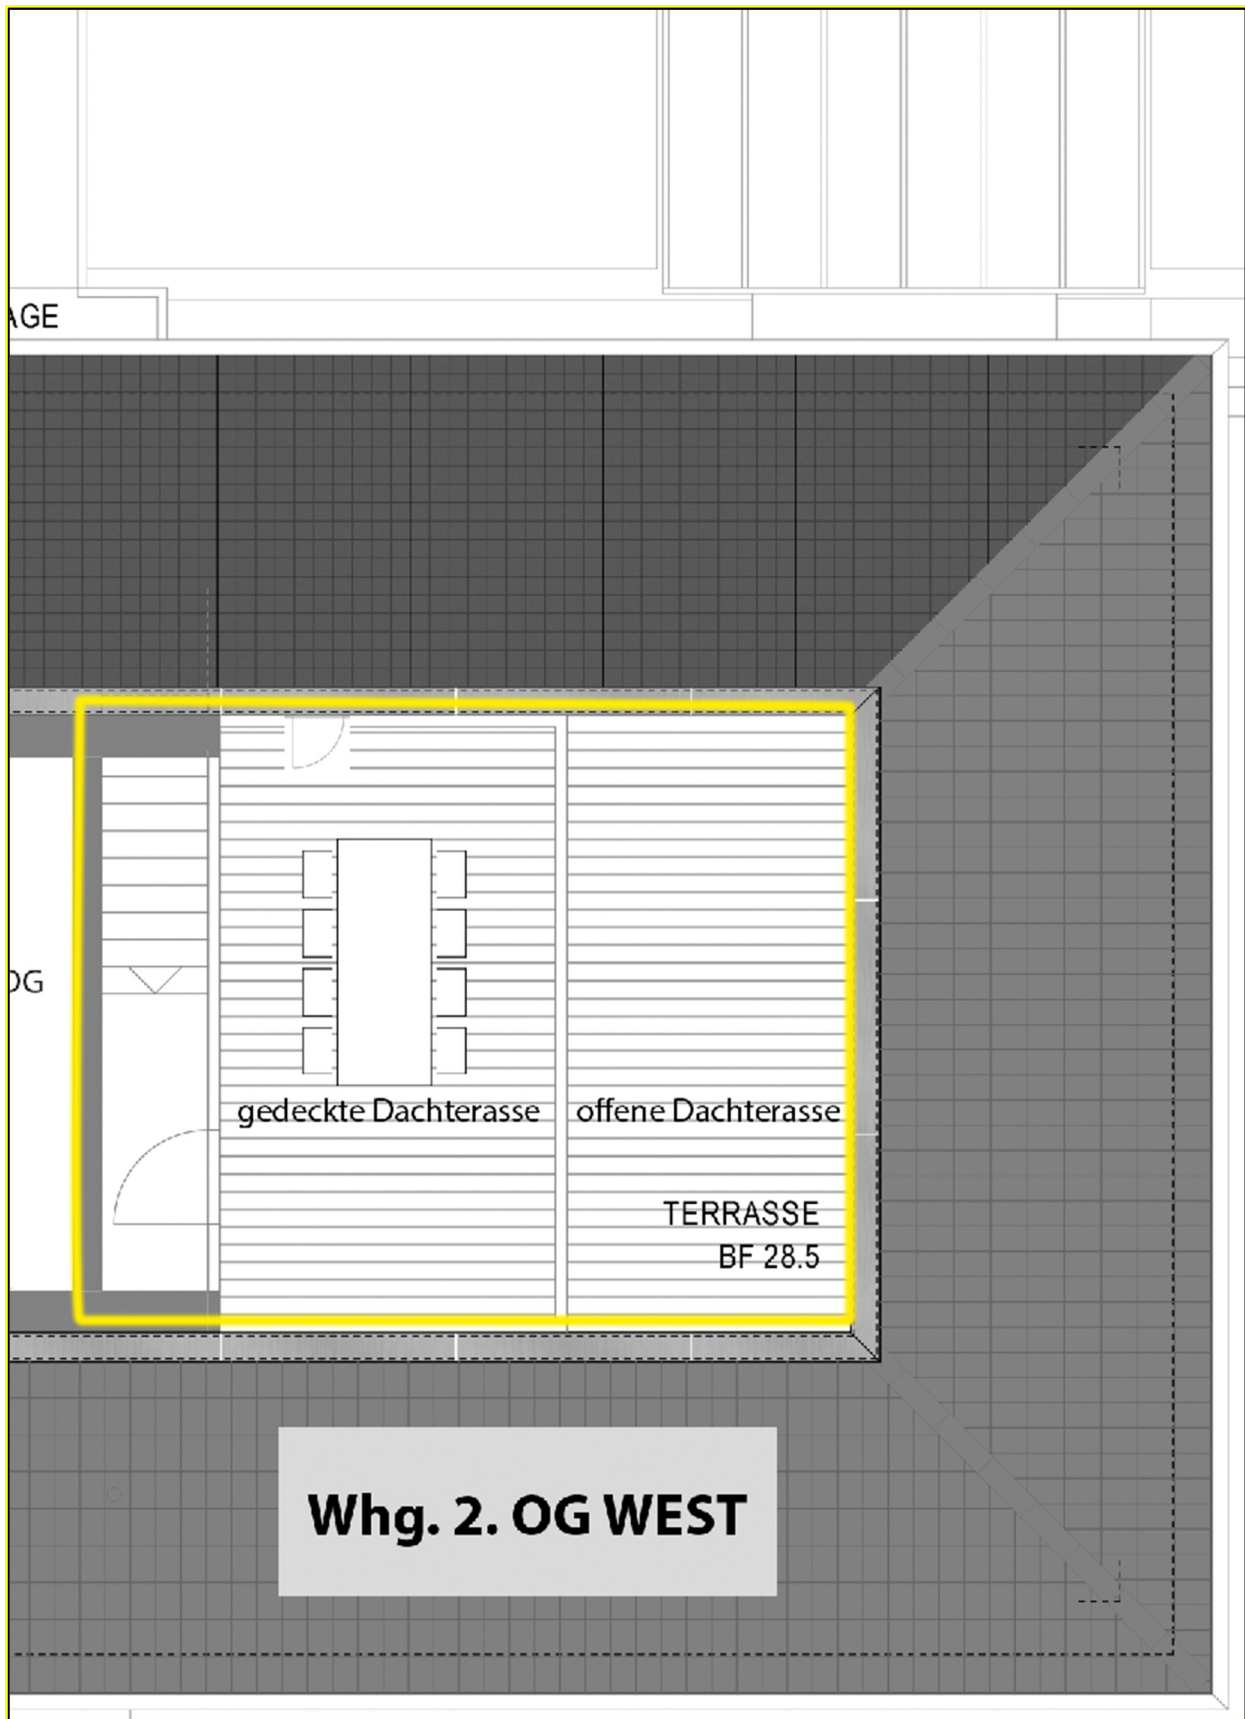 AGE
OG
gedeckte Dachterasse
offene Dachterasse
TERRASSE
BF 28.5
Whg. 2. OG WEST